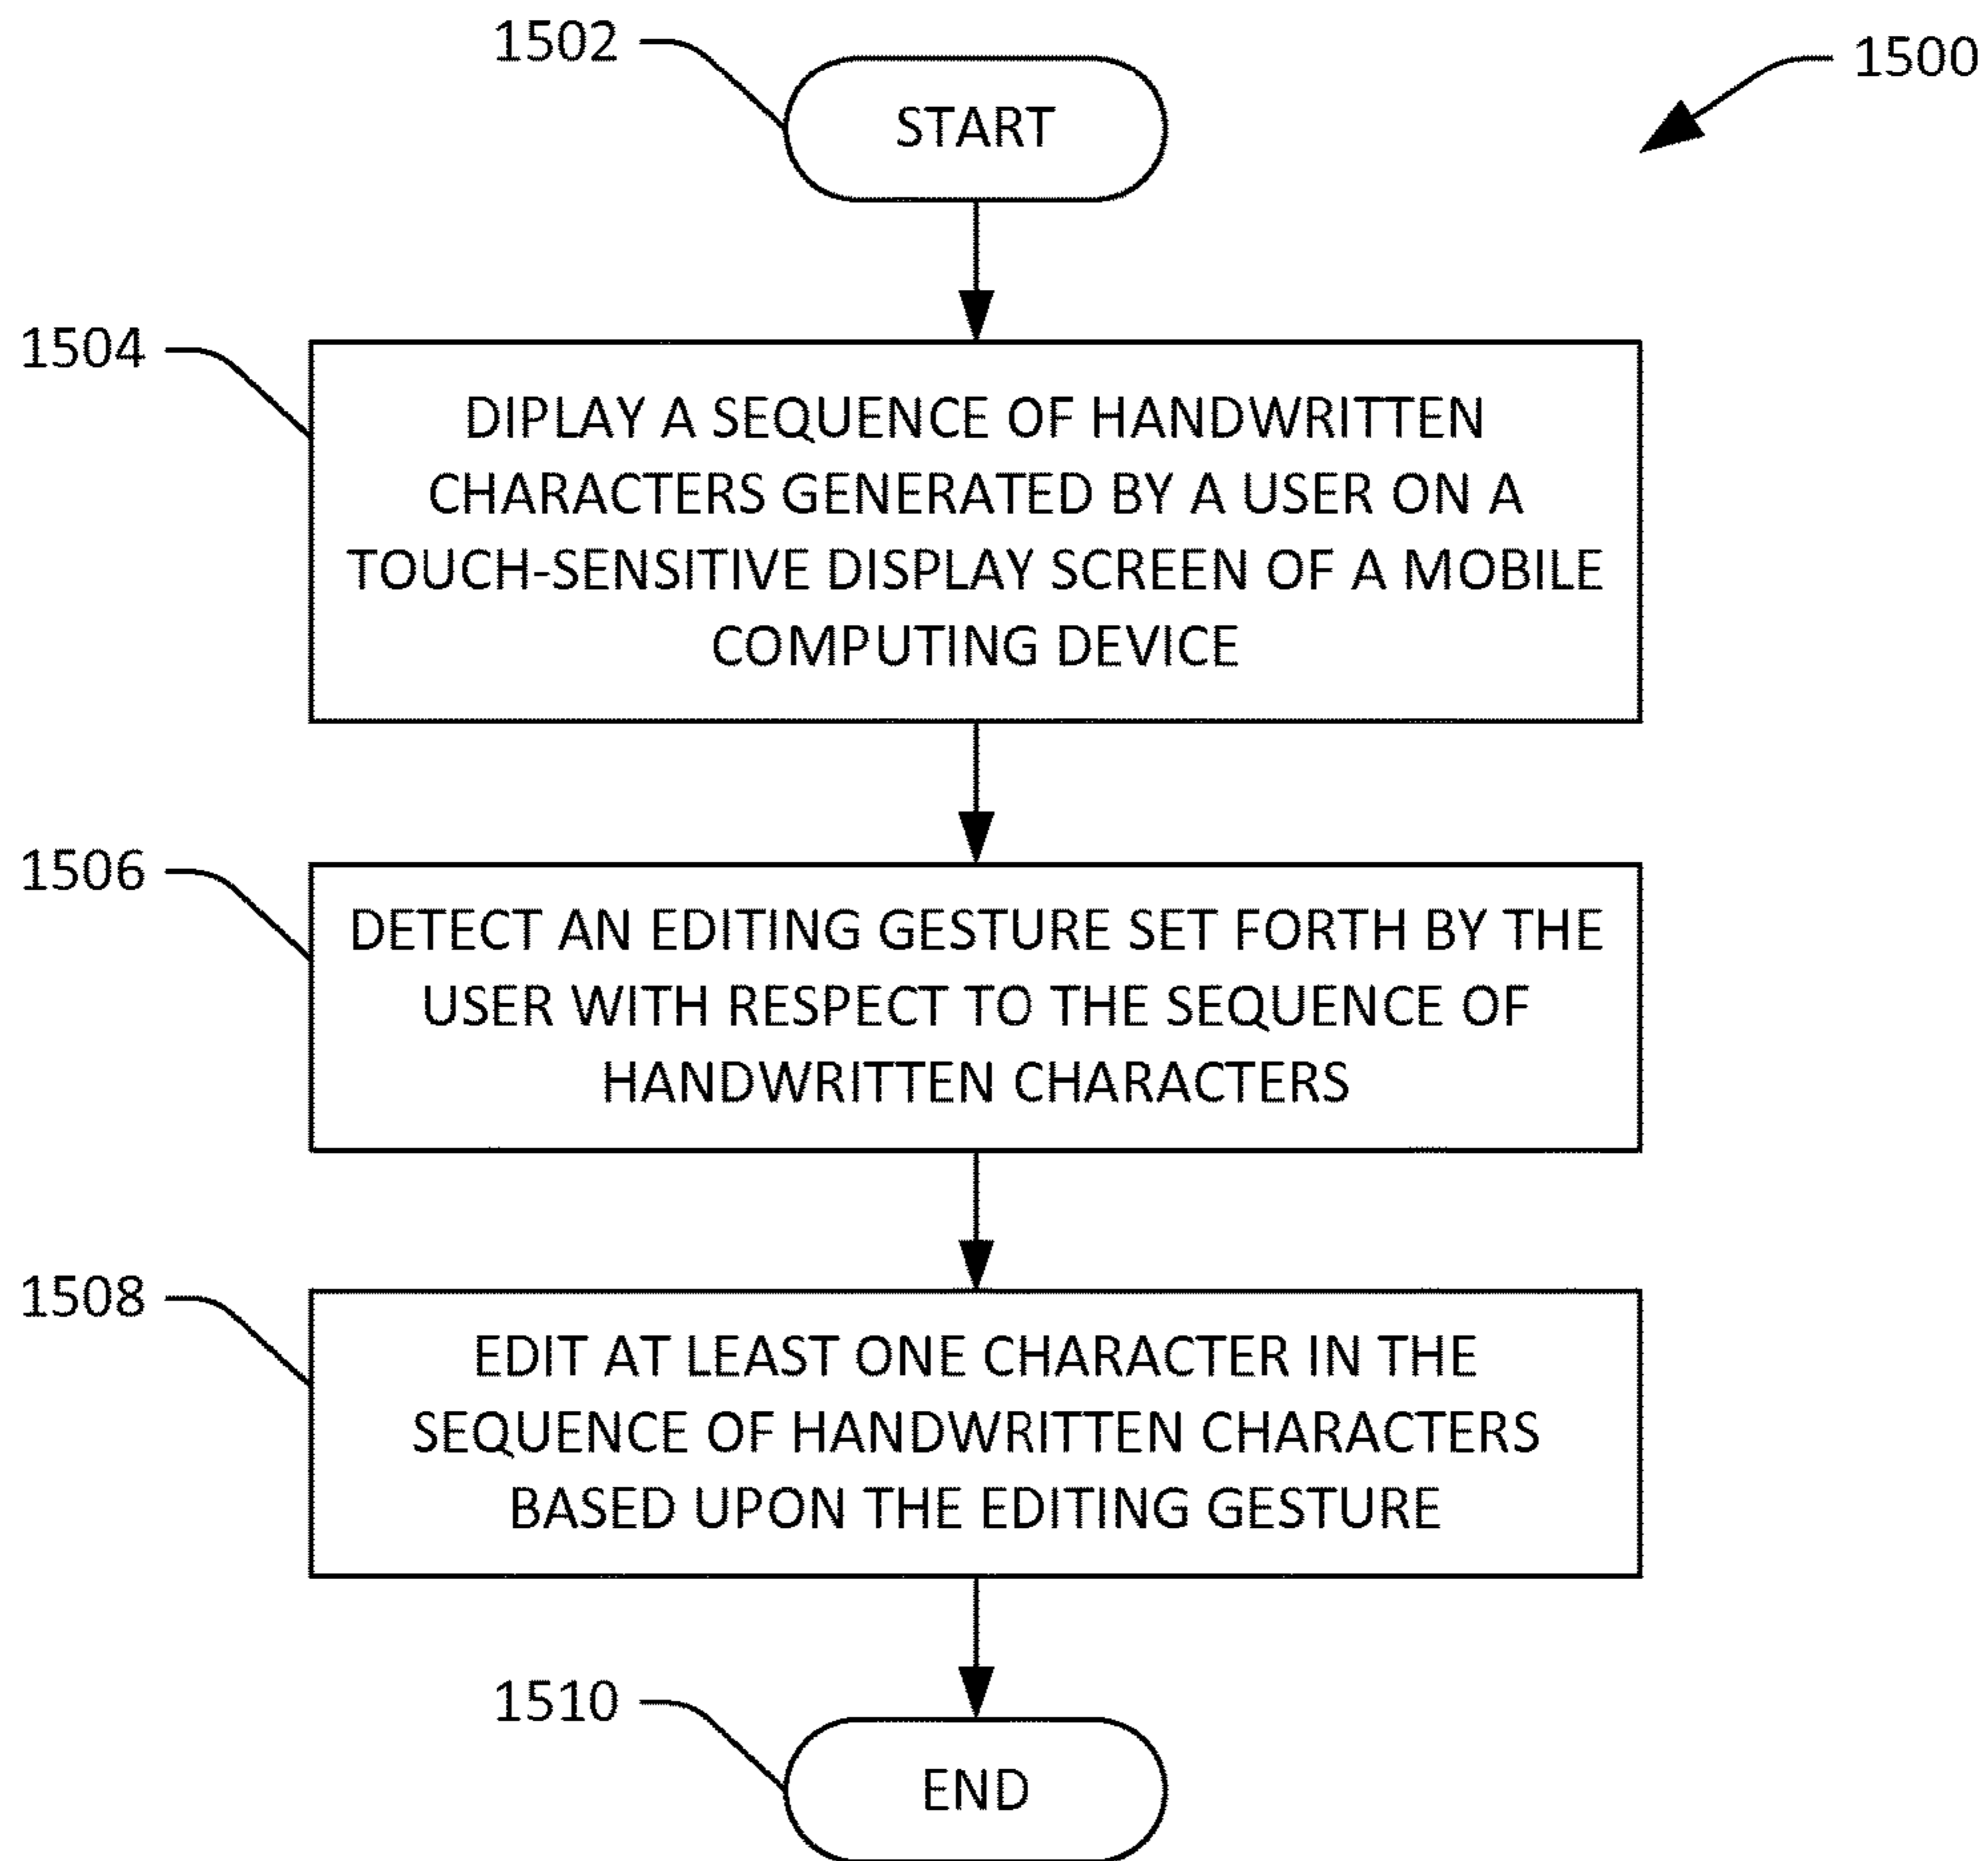 1502
1500
START
1504
DIPLAY A SEQUENCE OF HANDWRITTEN
CHARACTERS GENERATED BY A USER ON A
TOUCH-SENSITIVE DISPLAY SCREEN OF A MOBILE
COMPUTING DEVICE
1506
DETECT AN EDITING GESTURE SET FORTH BY THE
USER WITH RESPECT TO THE SEQUENCE OF
HANDWRITTEN CHARACTERS
1508
EDIT AT LEAST ONE CHARACTER IN THE
SEQUENCE OF HANDWRITTEN CHARACTERS
BASED UPON THE EDITING GESTURE
1510
END